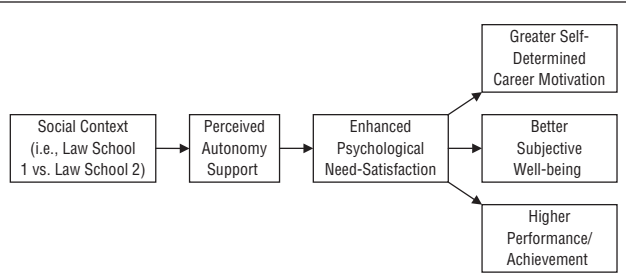 Social Context
(i.e., Law School
1 vs. Law School 2)
Perceived
Autonomy
Support
Enhanced
Psychological
Need-Satisfaction
Greater Self-
Determined
Career Motivation
Better
Subjective
Well-being
Higher
Performance/
Achievement